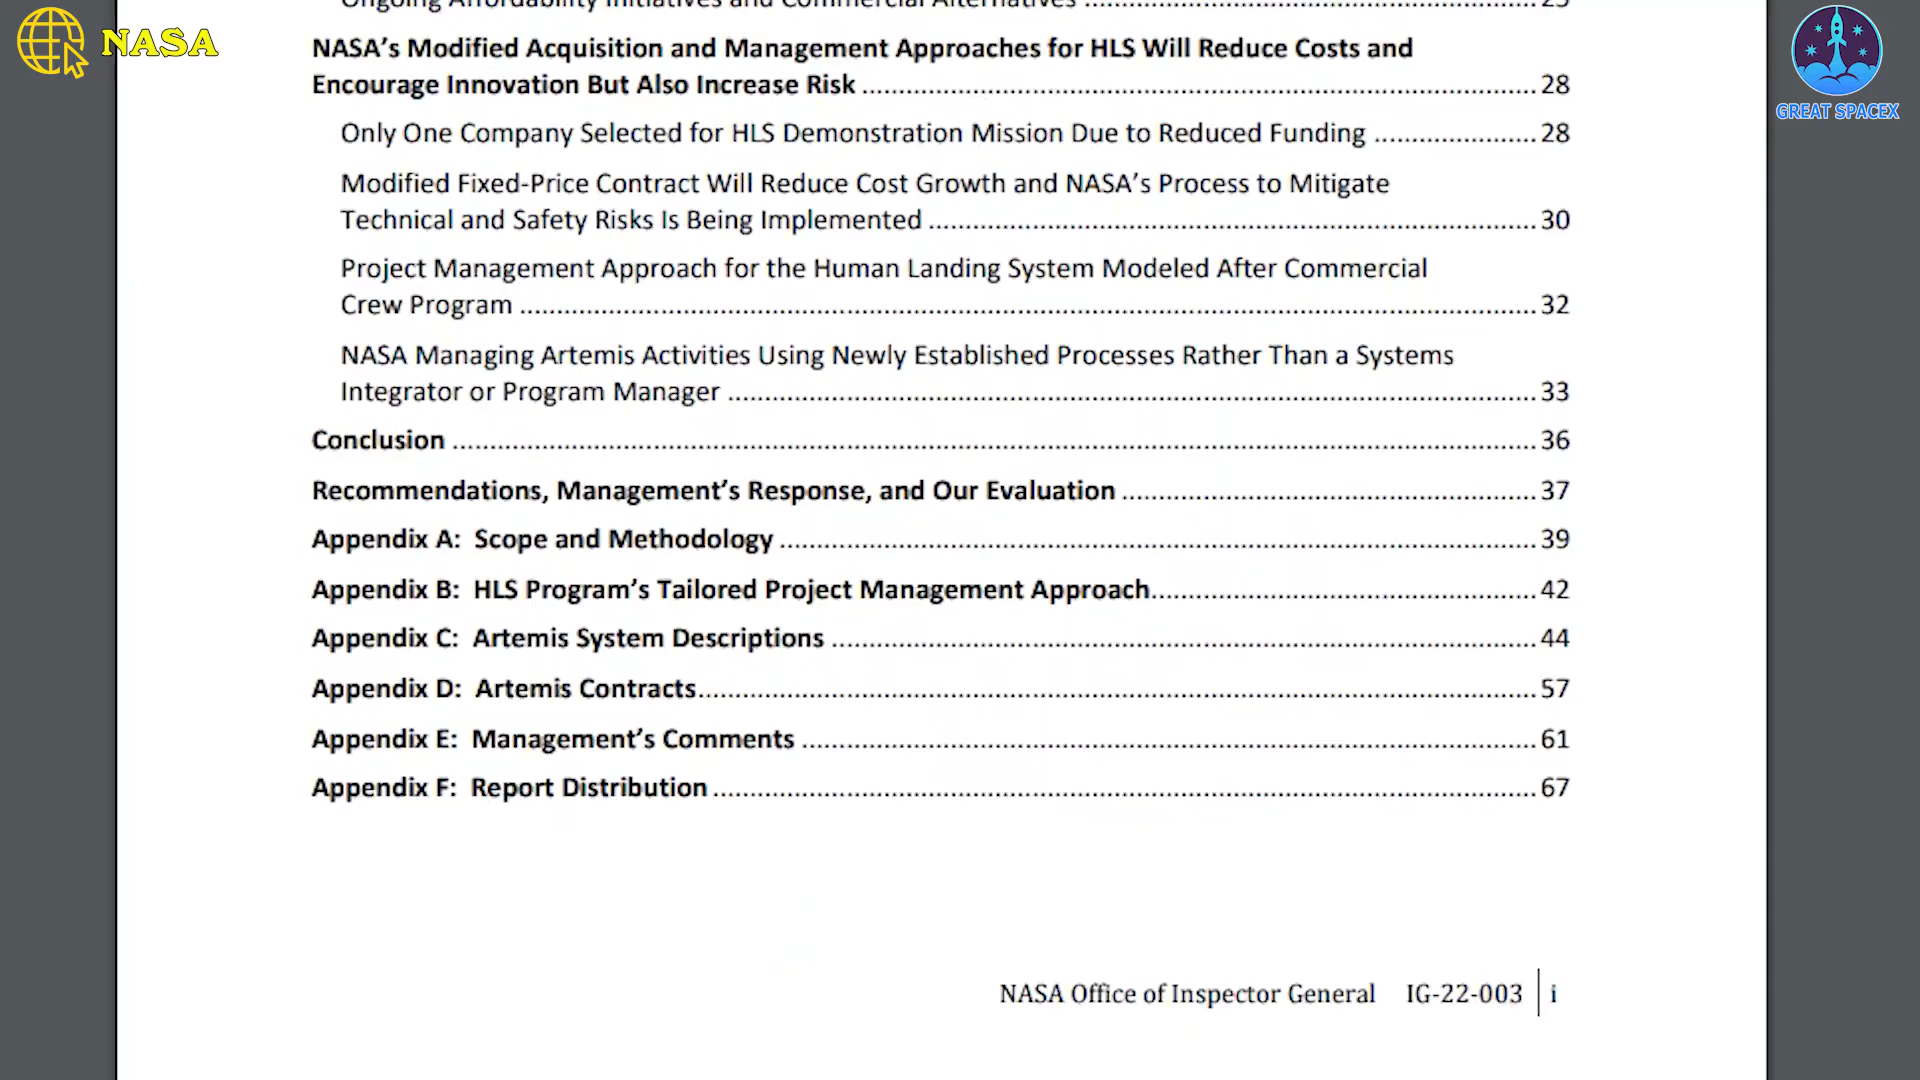 NASA
GREAT SPACEX
Ongoing Affordability Initiatives and Commercial Alternatives ........ 25
NASA's Modified Acquisition and Management Approaches for HLS Will Reduce Costs and
Encourage Innovation But Also Increase Risk ........ 28
Only One Company Selected for HLS Demonstration Mission Due to Reduced Funding ........ 28
Modified Fixed-Price Contract Will Reduce Cost Growth and NASA's Process to Mitigate
Technical and Safety Risks Is Being Implemented ........ 30
Project Management Approach for the Human Landing System Modeled After Commercial
Crew Program ........ 32
NASA Managing Artemis Activities Using Newly Established Processes Rather Than a Systems
Integrator or Program Manager ........ 33
Conclusion ........ 36
Recommendations, Management's Response, and Our Evaluation ........ 37
Appendix A: Scope and Methodology ........ 39
Appendix B: HLS Program's Tailored Project Management Approach ........ 42
Appendix C: Artemis System Descriptions ........ 44
Appendix D: Artemis Contracts ........ 57
Appendix E: Management's Comments ........ 61
Appendix F: Report Distribution ........ 67
NASA Office of Inspector General IG-22-003 | i